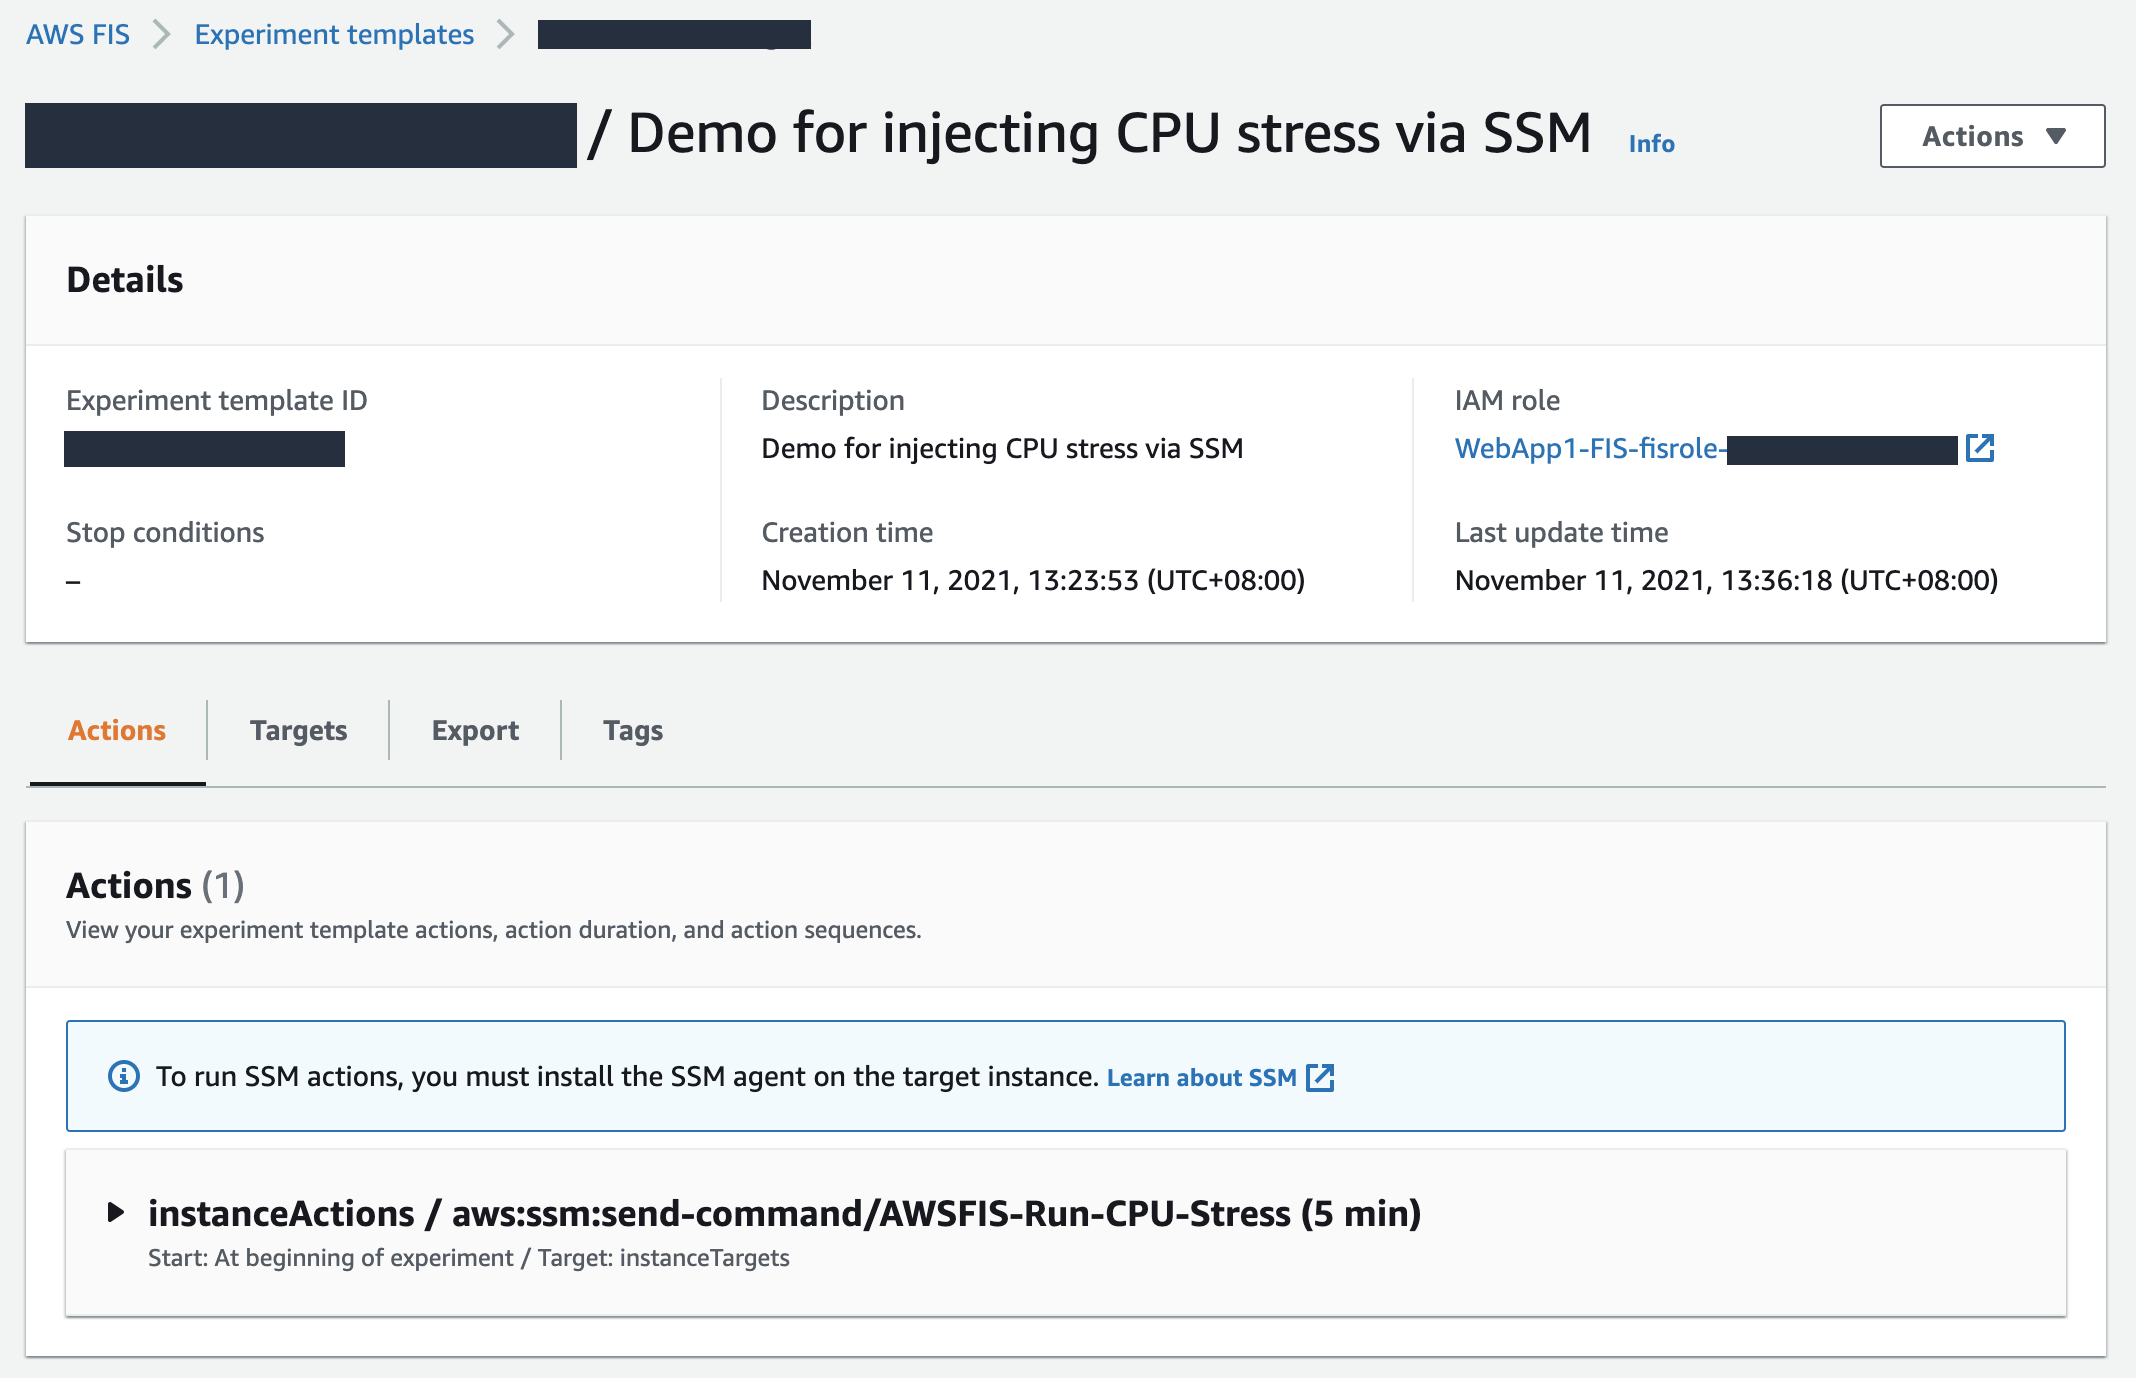 AWS FIS
Experiment templates
/ Demo for injecting CPU stress via SSM
Info
Actions
Details
Experiment template ID
Description
Demo for injecting CPU stress via SSM
IAM role
WebApp1-FIS-fisrole-
Stop conditions
–
Creation time
November 11, 2021, 13:23:53 (UTC+08:00)
Last update time
November 11, 2021, 13:36:18 (UTC+08:00)
Actions
Targets
Export
Tags
Actions (1)
View your experiment template actions, action duration, and action sequences.
To run SSM actions, you must install the SSM agent on the target instance. Learn about SSM
instanceActions / aws:ssm:send-command/AWSFIS-Run-CPU-Stress (5 min)
Start: At beginning of experiment / Target: instanceTargets